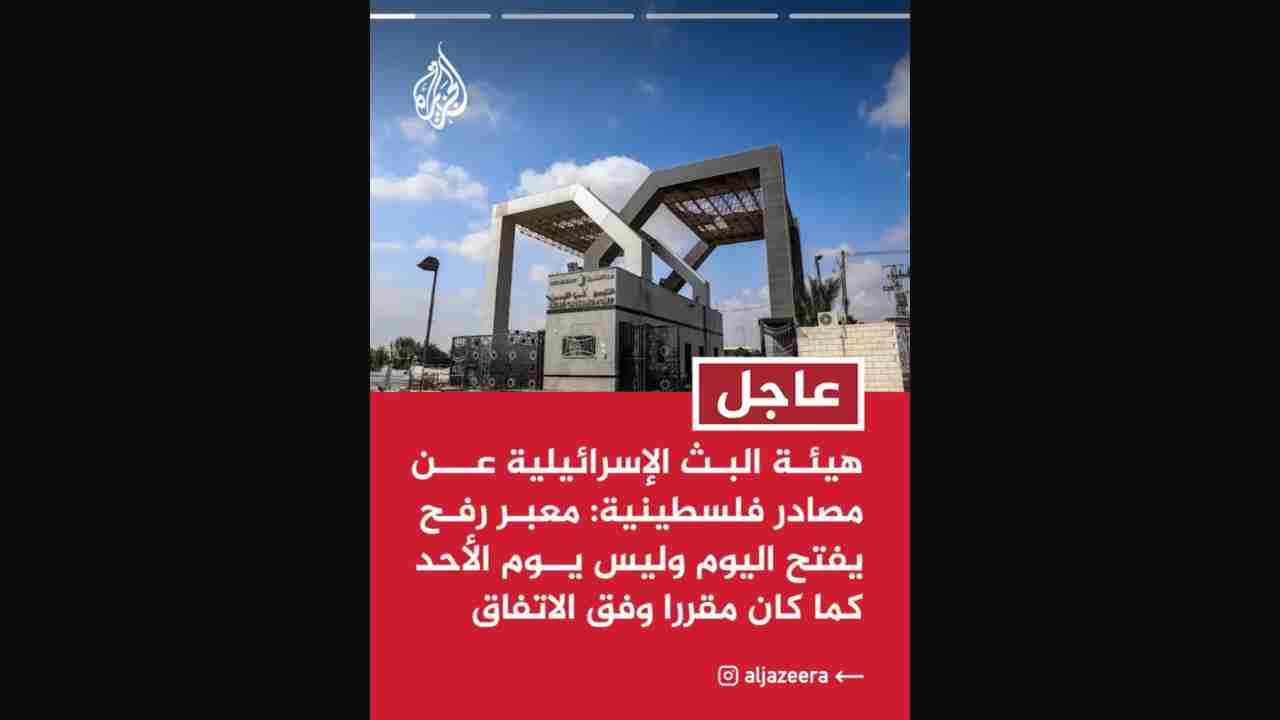 الجزيرة
عاجل
هيئة البث الإسرائيلية عن
مصادر فلسطينية: معبر رفح
يفتح اليوم وليس يوم الأحد
كما كان مقررا وفق الاتفاق
aljazeera